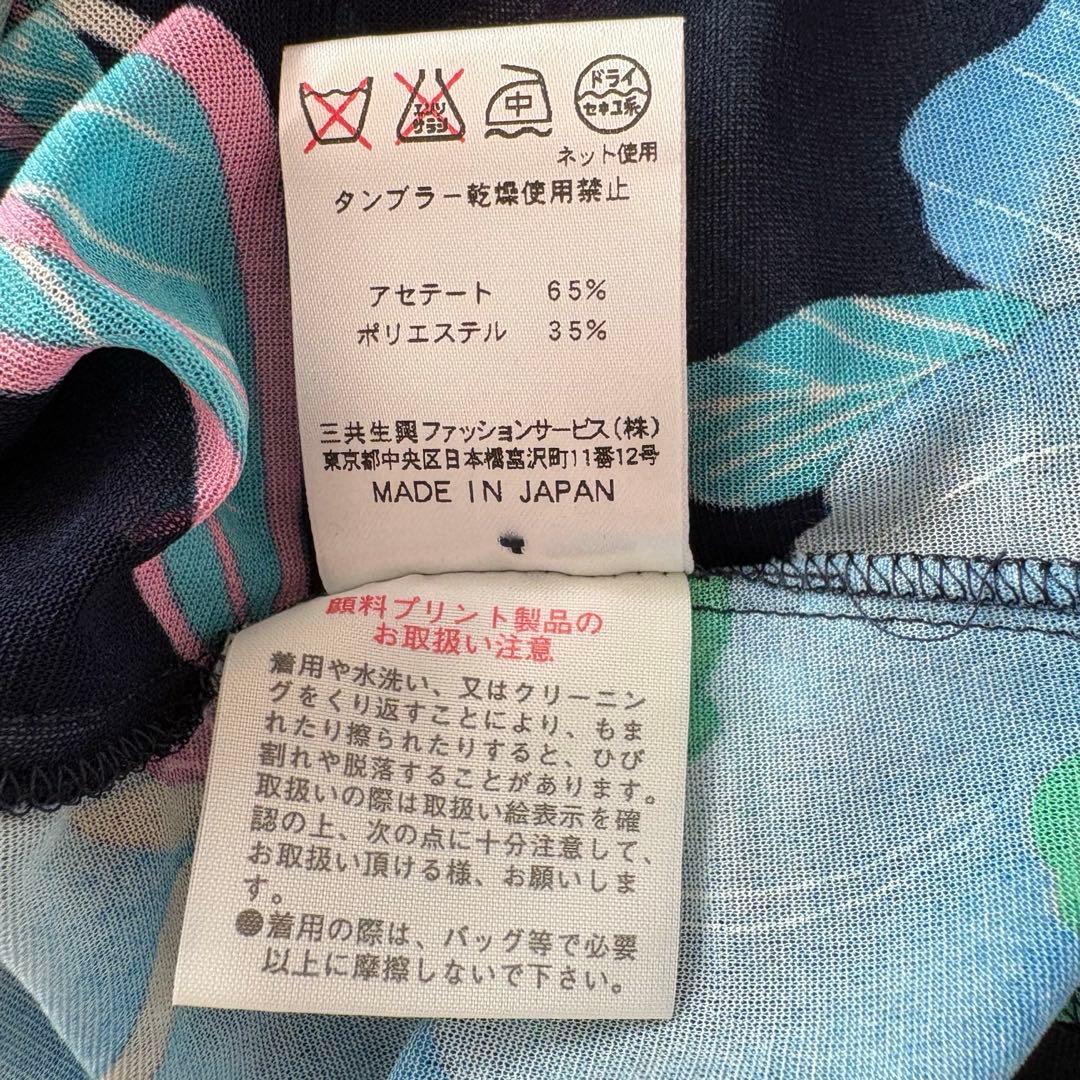 エンソ
サラシ
中
ドライ
セキユ系
ネット使用
タンブラー乾燥使用禁止
アセテート 65%
ポリエステル 35%
三共生興ファッションサービス(株)
東京都中央区日本橋富沢町11番12号
MADE IN JAPAN
顔料プリント製品の
お取扱い注意
着用や水洗い、又はクリーニン
グをくり返すことにより、もま
れたり擦られたりすると、ひび
割れや脱落することがあります。
取扱いの際は取扱い絵表示を確
認の上、次の点に十分注意して、
お取扱い頂ける様、お願いしま
す。
●着用の際は、バッグ等で必要
以上に摩擦しないで下さい。